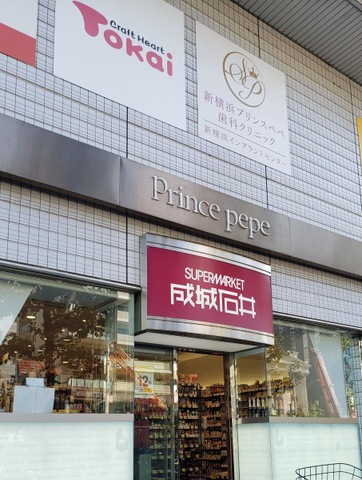 Craft Heart
Tokai
新横浜プリンスペペ
歯科クリニック
新横浜インプラントセンター
Prince pepe
SUPERMARKET
成城石井
12